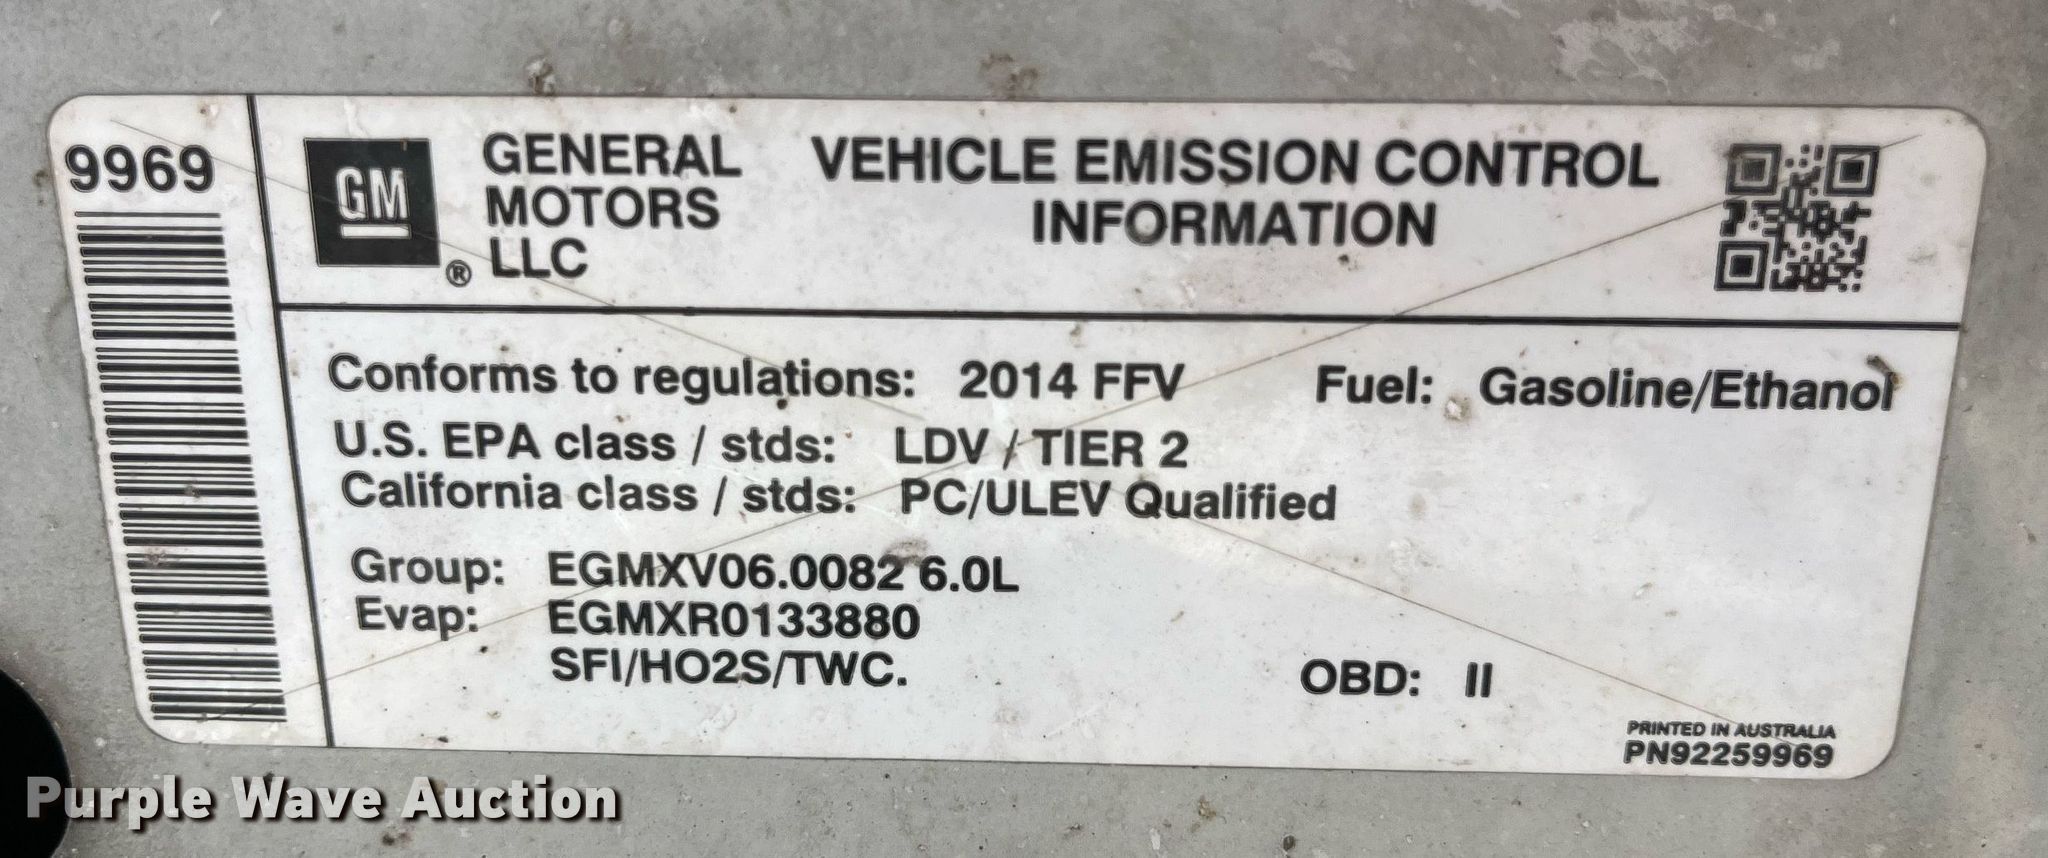 9969
GM
®
GENERAL
MOTORS
LLC
VEHICLE EMISSION CONTROL
INFORMATION
Conforms to regulations: 2014 FFV Fuel: Gasoline/Ethanol
U.S. EPA class / stds: LDV / TIER 2
California class / stds: PC/ULEV Qualified
Group: EGMXV06.0082 6.0L
Evap: EGMXR0133880
SFI/HO2S/TWC.
OBD: II
PRINTED IN AUSTRALIA
PN92259969
Purple Wave Auction